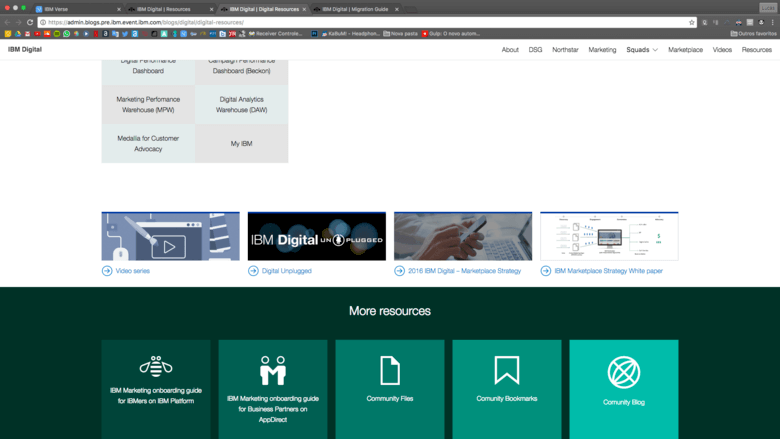 IBM Verse
IBM Digital | Resources
IBM Digital | Digital Resources
IBM Digital | Migration Guide
https://admin.blogs.pre.ibm.event.ibm.com/blogs/digital/digital-resources/
Receiver Controle...
KaBuM! - Headphon...
Nova pasta
Gulp: O novo autom...
Outros favoritos
IBM Digital
About DSG Northstar Marketing Squads Marketplace Videos Resources
Digital Performance
Dashboard
Campaign Performance
Dashboard (Beckon)
Marketing Perfomance
Warehouse (MPW)
Digital Analytics
Warehouse (DAW)
Medallia for Customer
Advocacy
My IBM
IBM Digital UN PLUGGED
Video series
Digital Unplugged
2016 IBM Digital – Marketplace Strategy
IBM Marketplace Strategy White paper
More resources
IBM Marketing onboarding guide
for IBMers on IBM Platform
IBM Marketing onboarding guide
for Business Partners on
AppDirect
Community Files
Comunity Bookmarks
Comunity Blog